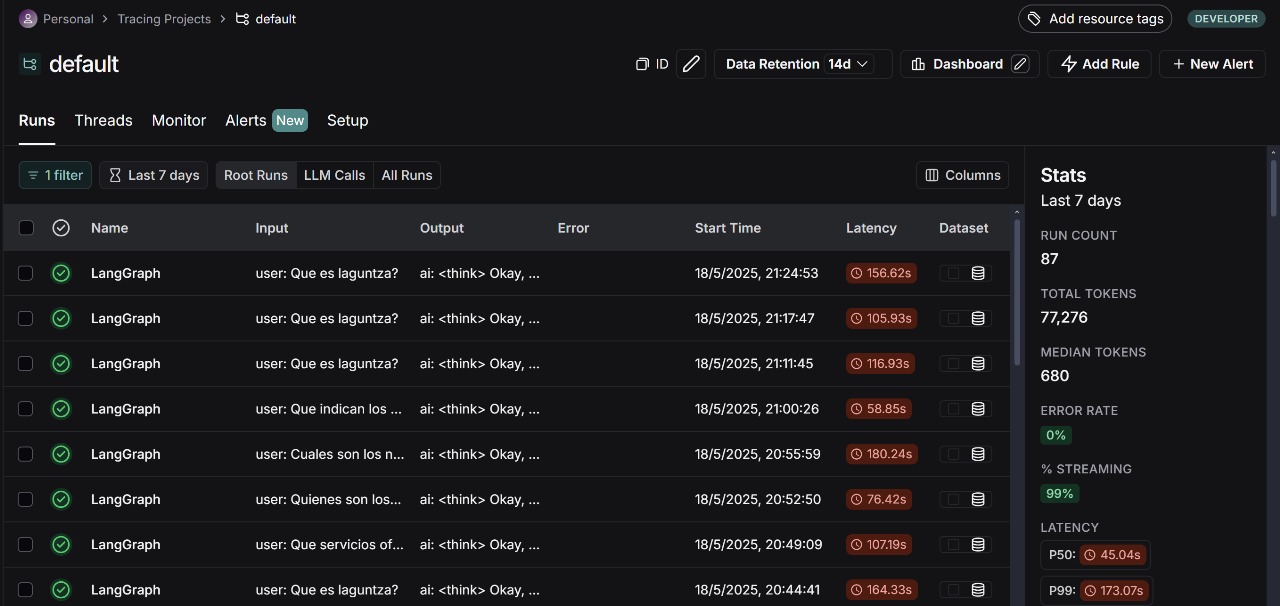 Personal > Tracing Projects > default
Add resource tags
DEVELOPER
default
ID
Data Retention 14d
Dashboard
Add Rule
+ New Alert
Runs Threads Monitor Alerts New Setup
1 filter Last 7 days Root Runs LLM Calls All Runs Columns
Name Input Output Error Start Time Latency Dataset
LangGraph user: Que es laguntza? ai: <think> Okay, ... 18/5/2025, 21:24:53 156.62s
LangGraph user: Que es laguntza? ai: <think> Okay, ... 18/5/2025, 21:17:47 105.93s
LangGraph user: Que es laguntza? ai: <think> Okay, ... 18/5/2025, 21:11:45 116.93s
LangGraph user: Que indican los ... ai: <think> Okay, ... 18/5/2025, 21:00:26 58.85s
LangGraph user: Cuales son los n... ai: <think> Okay, ... 18/5/2025, 20:55:59 180.24s
LangGraph user: Quienes son los... ai: <think> Okay, ... 18/5/2025, 20:52:50 76.42s
LangGraph user: Que servicios of... ai: <think> Okay, ... 18/5/2025, 20:49:09 107.19s
LangGraph user: Que es laguntza? ai: <think> Okay, ... 18/5/2025, 20:44:41 164.33s
Stats
Last 7 days
RUN COUNT
87
TOTAL TOKENS
77,276
MEDIAN TOKENS
680
ERROR RATE
0%
% STREAMING
99%
LATENCY
P50: 45.04s
P99: 173.07s